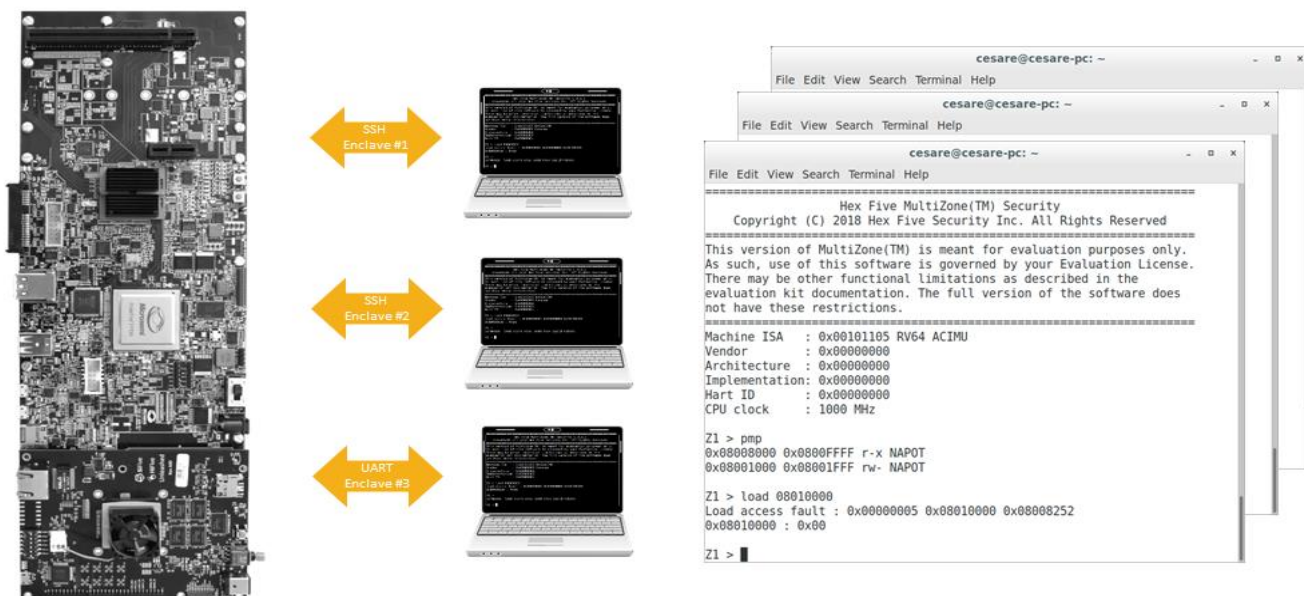 SSH
Enclave #1
SSH
Enclave #2
UART
Enclave #3
cesare@cesare-pc: ~
File Edit View Search Terminal Help
cesare@cesare-pc: ~
File Edit View Search Terminal Help
cesare@cesare-pc: ~
File Edit View Search Terminal Help
=================================================================
Hex Five MultiZone(TM) Security
Copyright (C) 2018 Hex Five Security Inc. All Rights Reserved
=================================================================
This version of MultiZone(TM) is meant for evaluation purposes only.
As such, use of this software is governed by your Evaluation License.
There may be other functional limitations as described in the
evaluation kit documentation. The full version of the software does
not have these restrictions.
=================================================================
Machine ISA : 0x00101105 RV64 ACIMU
Vendor : 0x00000000
Architecture : 0x00000000
Implementation: 0x00000000
Hart ID : 0x00000000
CPU clock : 1000 MHz
Z1 > pmp
0x08008000 0x0800FFFF r-x NAPOT
0x08001000 0x08001FFF rw- NAPOT
Z1 > load 08010000
Load access fault : 0x00000005 0x08010000 0x08008252
0x08010000 : 0x00
Z1 >